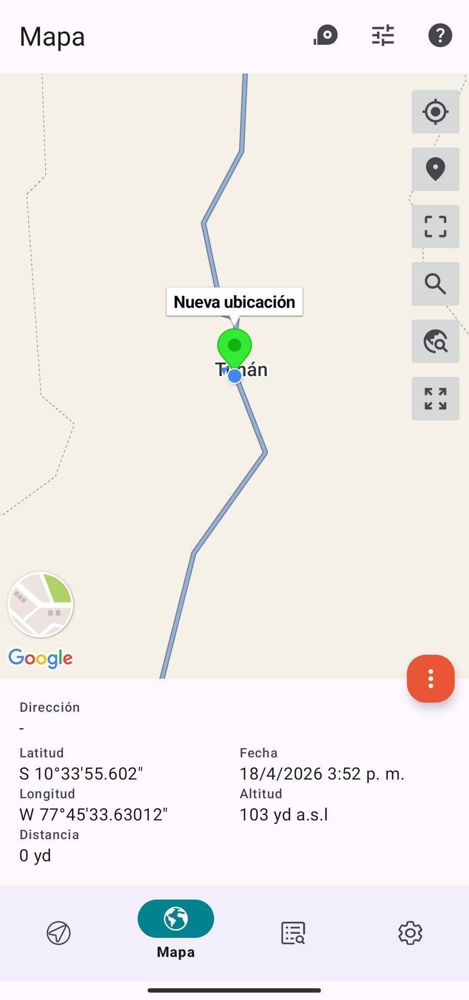 Mapa
Nueva ubicación
Google
Dirección
-
Latitud
S 10°33'55.602"
Longitud
W 77°45'33.63012"
Distancia
0 yd
Fecha
18/4/2026 3:52 p. m.
Altitud
103 yd a.s.l
Mapa